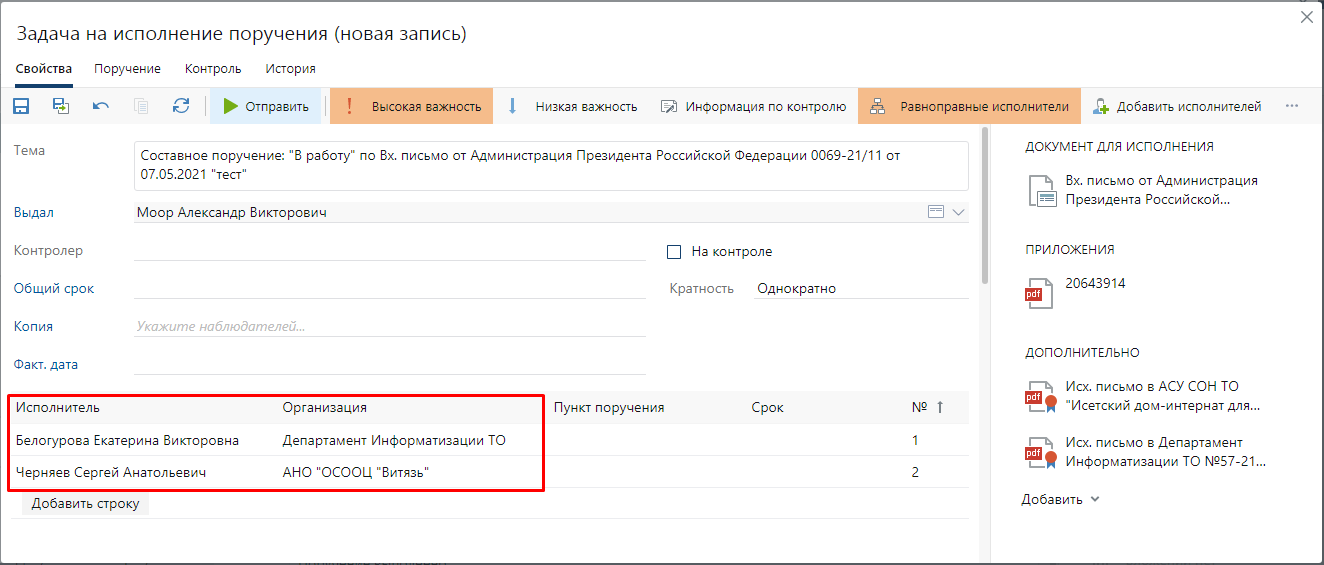 Задача на исполнение поручения (новая запись)
Свойства Поручение Контроль История
Отправить Высокая важность Низкая важность Информация по контролю Равноправные исполнители Добавить исполнителей ...
Тема
Составное поручение: "В работу" по Вх. письмо от Администрация Президента Российской Федерации 0069-21/11 от
07.05.2021 "тест"
Выдал Моор Александр Викторович
Контролер На контроле
Общий срок Кратность Однократно
Копия Укажите наблюдателей...
Факт. дата
Исполнитель Организация Пункт поручения Срок №
Белогурова Екатерина Викторовна Департамент Информатизации ТО 1
Черняев Сергей Анатольевич АНО "ОСООЦ "Витязь" 2
Добавить строку
ДОКУМЕНТ ДЛЯ ИСПОЛНЕНИЯ
Вх. письмо от Администрация
Президента Российской...
ПРИЛОЖЕНИЯ
pdf 20643914
ДОПОЛНИТЕЛЬНО
pdf Исх. письмо в АСУ СОН ТО
"Исетский дом-интернат для...
pdf Исх. письмо в Департамент
Информатизации ТО №57-21...
Добавить